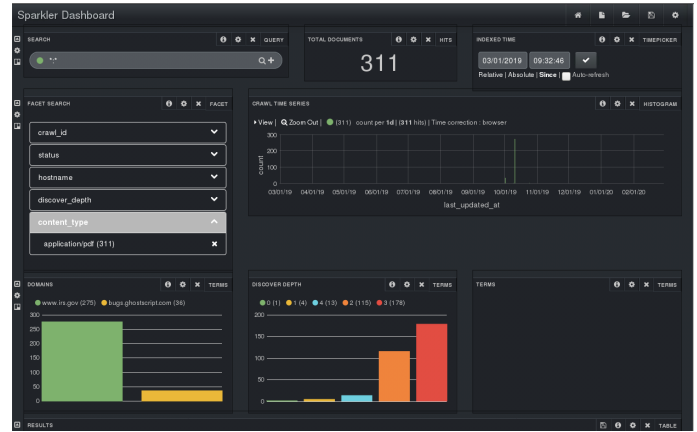 Sparkler Dashboard
SEARCH QUERY
*:*
TOTAL DOCUMENTS HITS
311
INDEXED TIME TIMEPICKER
03/01/2019 09:32:46
Relative | Absolute | Since | Auto-refresh
FACET SEARCH FACET
crawl_id
status
hostname
discover_depth
content_type
application/pdf (311)
CRAWL TIME SERIES HISTOGRAM
View | Zoom Out | (311) count per 1d | (311 hits) | Time correction : browser
300
200
100
0
count
03/01/19 04/01/19 05/01/19 06/01/19 07/01/19 08/01/19 09/01/19 10/01/19 11/01/19 12/01/19 01/01/20 02/01/20
last_updated_at
DOMAINS TERMS
www.irs.gov (275) bugs.ghostscript.com (36)
300
250
200
150
100
50
0
DISCOVER DEPTH TERMS
0 (1) 1 (4) 4 (13) 2 (115) 3 (178)
200
150
100
50
0
TERMS TERMS
RESULTS TABLE